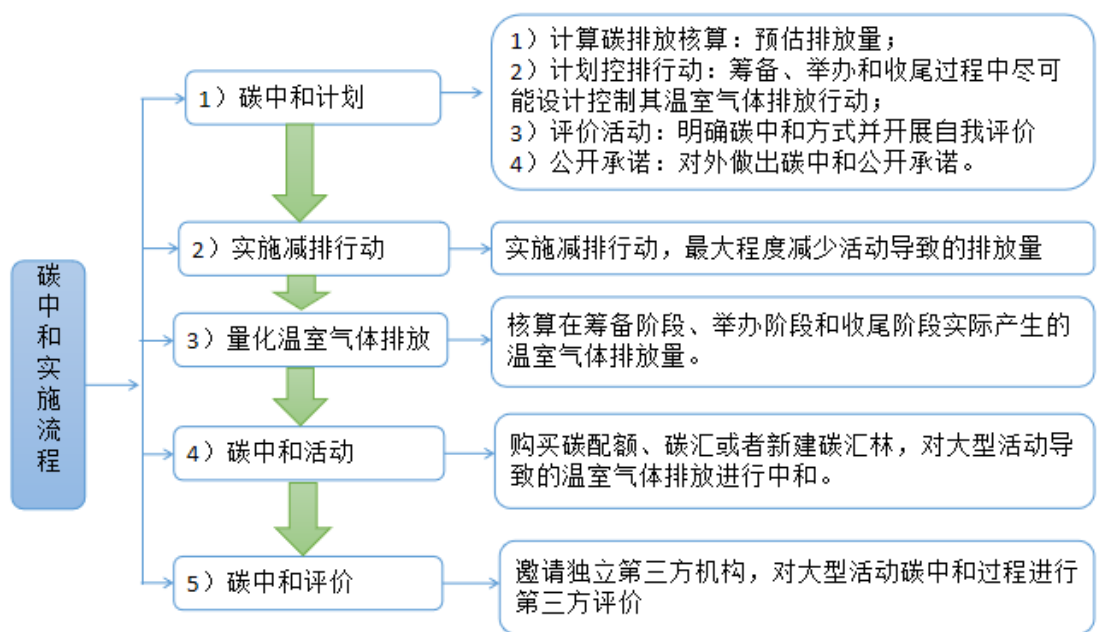 碳中和实施流程
1）碳中和计划
1）计算碳排放核算：预估排放量；
2）计划控排行动：筹备、举办和收尾过程中尽可
能设计控制其温室气体排放行动；
3）评价活动：明确碳中和方式并开展自我评价
4）公开承诺：对外做出碳中和公开承诺。
2）实施减排行动
实施减排行动，最大程度减少活动导致的排放量
3）量化温室气体排放
核算在筹备阶段、举办阶段和收尾阶段实际产生的
温室气体排放量。
4）碳中和活动
购买碳配额、碳汇或者新建碳汇林，对大型活动导
致的温室气体排放进行中和。
5）碳中和评价
邀请独立第三方机构，对大型活动碳中和过程进行
第三方评价